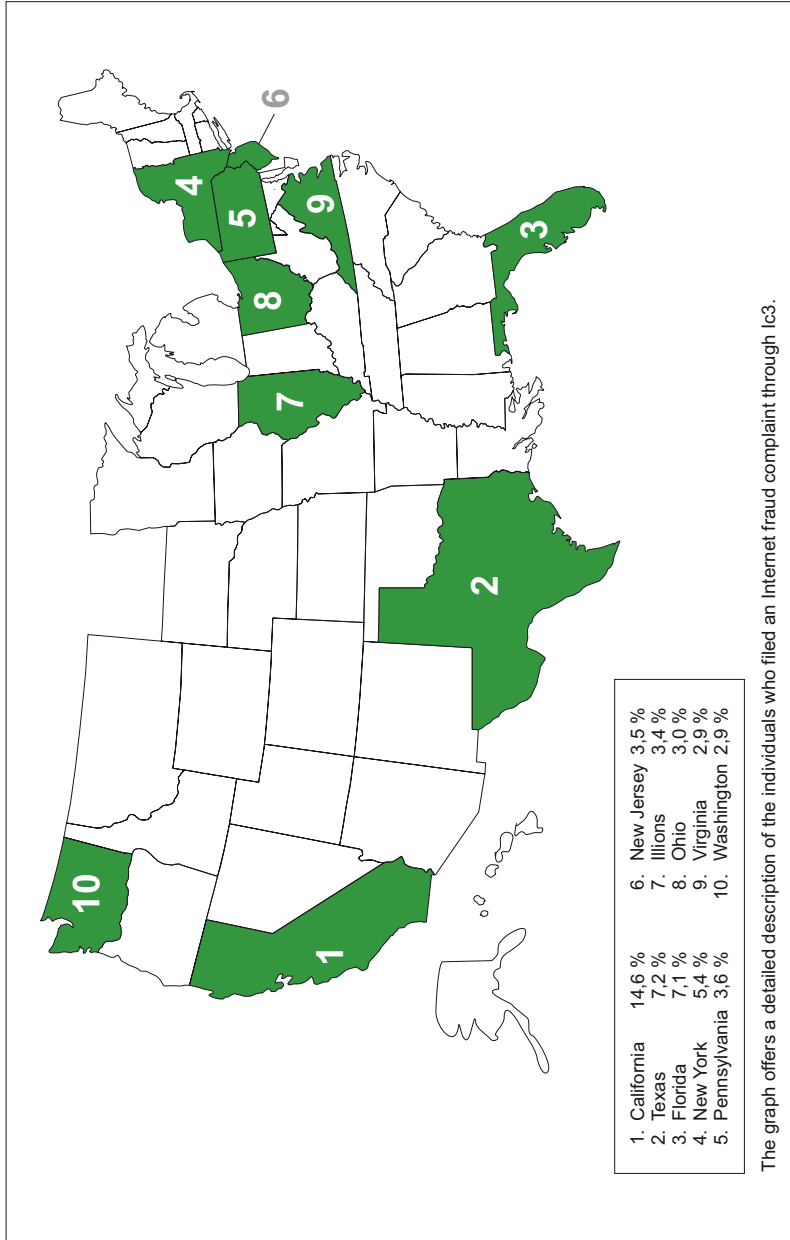 10
1
2
7
8
5
4
6
9
3
1. California 14,6 %
2. Texas 7,2 %
3. Florida 7,1 %
4. New York 5,4 %
5. Pennsylvania 3,6 %
6. New Jersey 3,5 %
7. Illions 3,4 %
8. Ohio 3,0 %
9. Virginia 2,9 %
10. Washington 2,9 %
The graph offers a detailed description of the individuals who filed an Internet fraud complaint through Ic3.